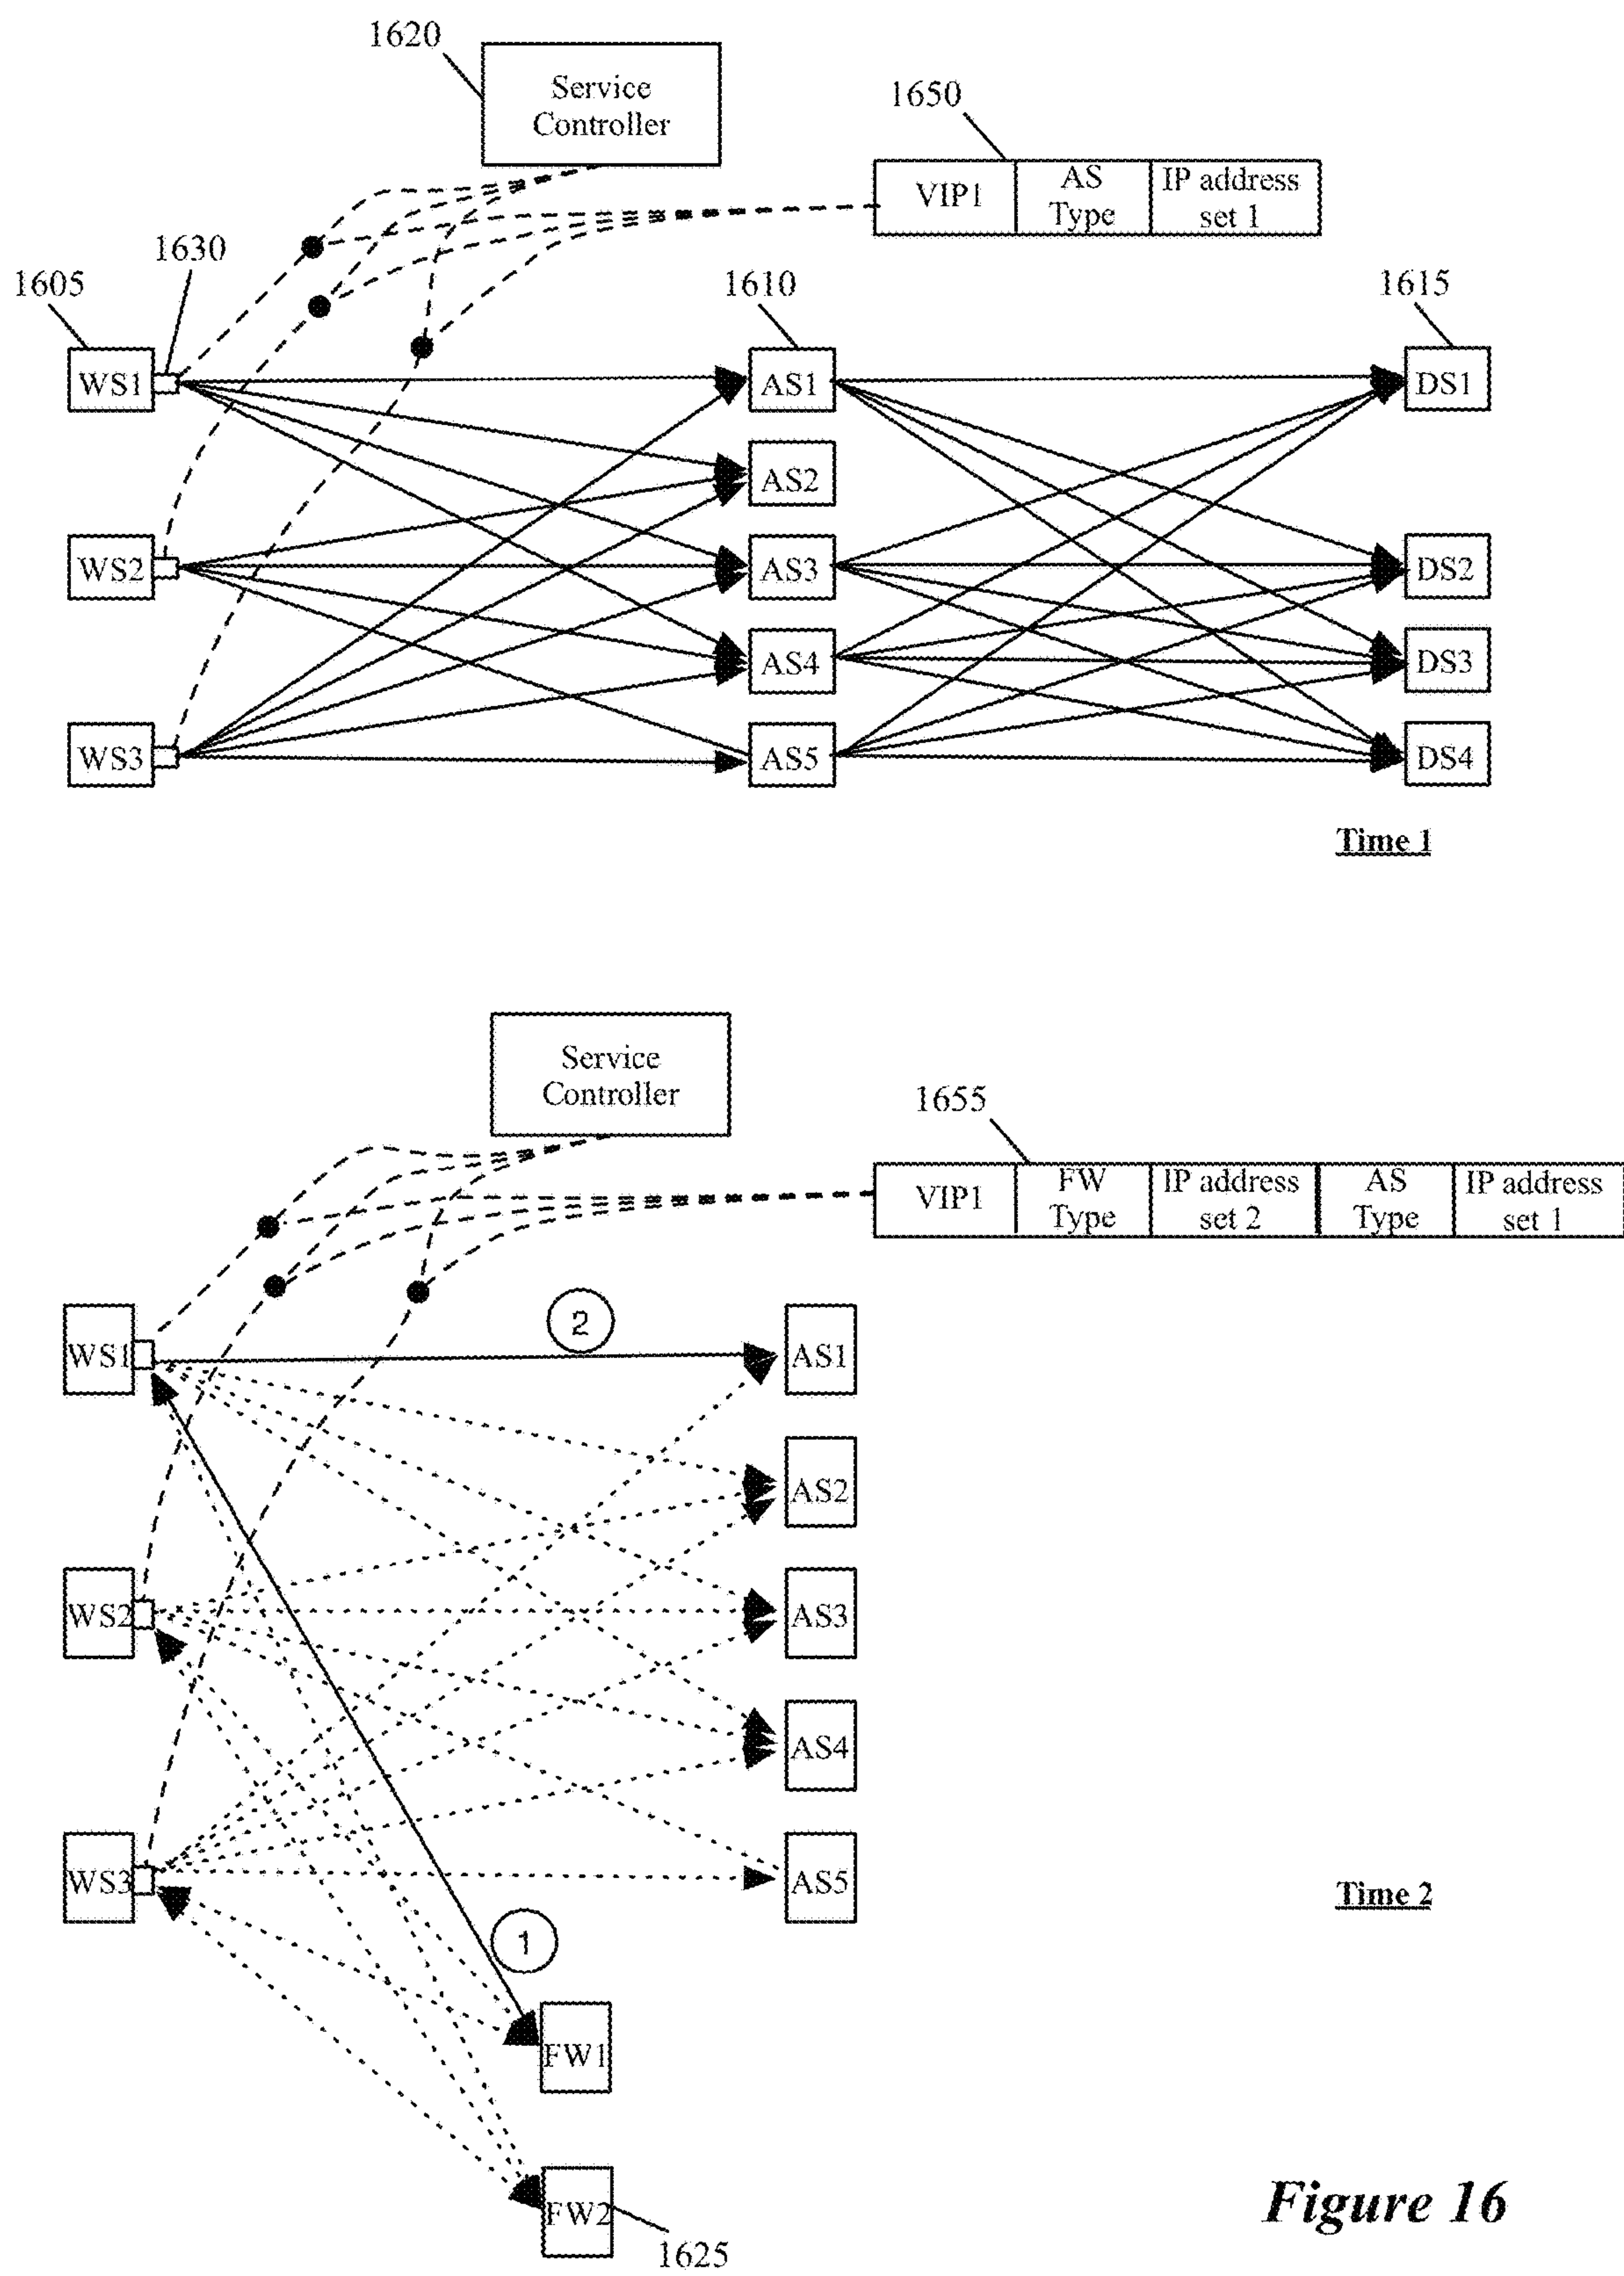 1620
Service
Controller
1650
VIP1
AS
Type
IP address
set 1
1630
1605
1610
1615
WS1
AS1
DS1
AS2
WS2
AS3
DS2
AS4
DS3
WS3
AS5
DS4
Time 1
Service
Controller
1655
VIP1
FW
Type
IP address
set 2
AS
Type
IP address
set 1
2
WS1
AS1
AS2
WS2
AS3
AS4
WS3
AS5
Time 2
1
FW1
FW2
1625
Figure 16